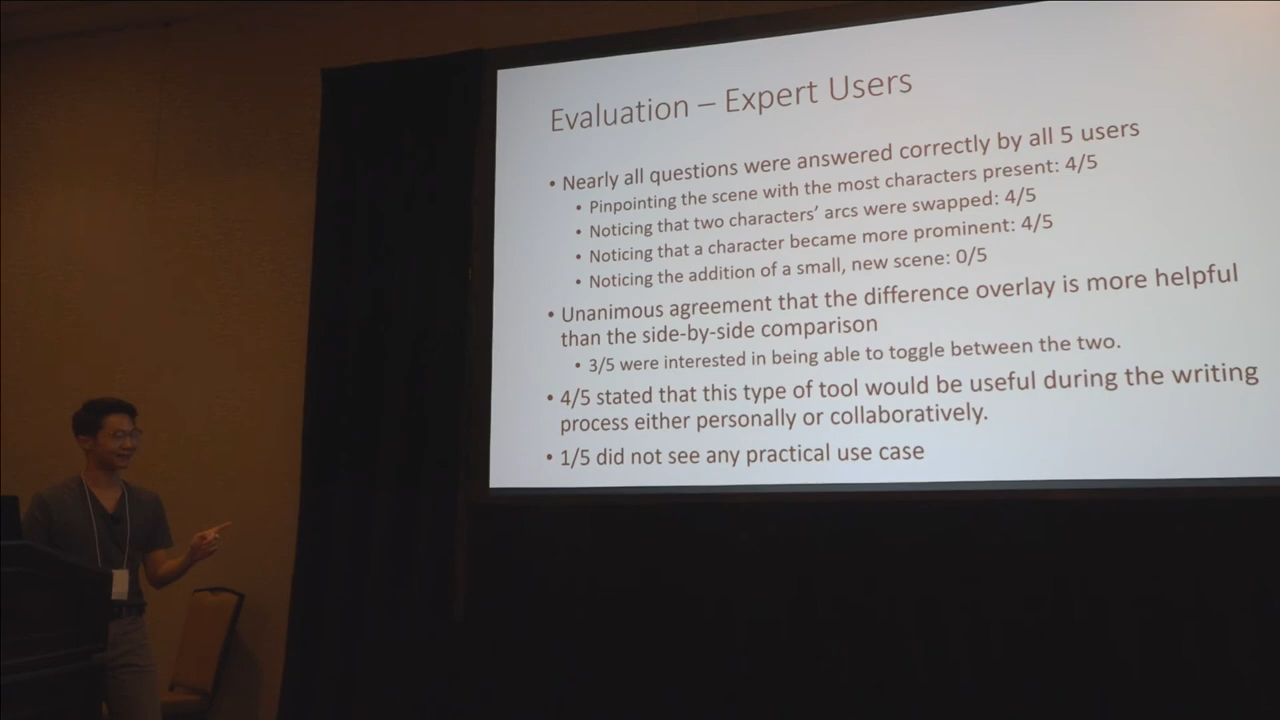 Evaluation – Expert Users
• Nearly all questions were answered correctly by all 5 users
• Pinpointing the scene with the most characters present: 4/5
• Noticing that two characters’ arcs were swapped: 4/5
• Noticing that a character became more prominent: 4/5
• Noticing the addition of a small, new scene: 0/5
• Unanimous agreement that the difference overlay is more helpful
than the side-by-side comparison
• 3/5 were interested in being able to toggle between the two.
• 4/5 stated that this type of tool would be useful during the writing
process either personally or collaboratively.
• 1/5 did not see any practical use case